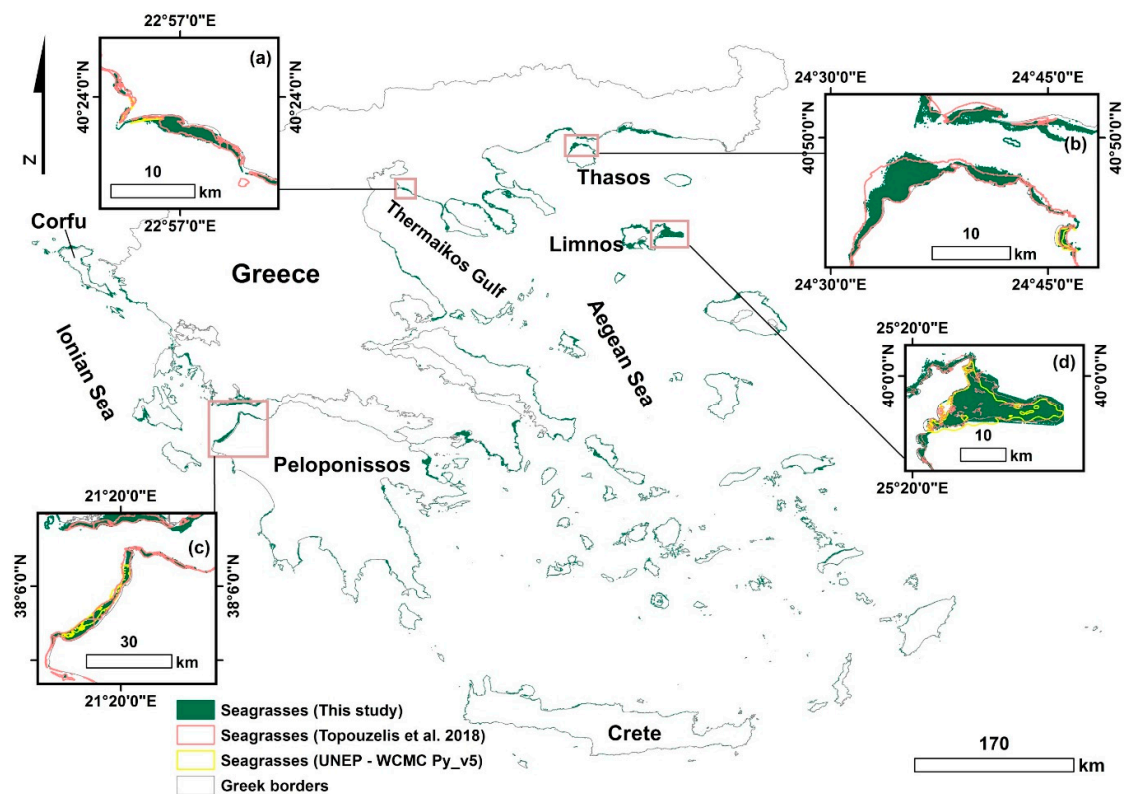 22°57'0"E
(a)
40°24'0"N
40°24'0"N
10
km
22°57'0"E
N
24°30'0"E
24°45'0"E
(b)
40°50'0"N
40°50'0"N
10
km
24°30'0"E
24°45'0"E
Thasos
Corfu
Thermaikos Gulf
Limnos
Greece
Ionian Sea
Aegean Sea
25°20'0"E
(d)
40°0'0"N
40°0'0"N
10
km
25°20'0"E
Peloponissos
21°20'0"E
(c)
38°6'0"N
38°6'0"N
30
km
21°20'0"E
Seagrasses (This study)
Seagrasses (Topouzelis et al. 2018)
Seagrasses (UNEP - WCMC Py_v5)
Greek borders
Crete
170
km